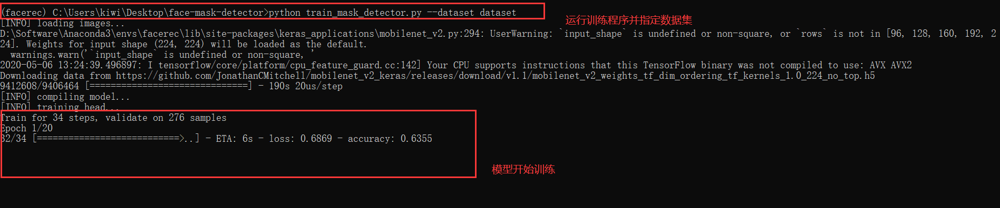 (facerec) C:\Users\kiwi\Desktop\face-mask-detector>python train_mask_detector.py --dataset dataset
运行训练程序并指定数据集
[INFO] loading images...
D:\Software\Anaconda3\envs\facerec\lib\site-packages\keras_applications\mobilenet_v2.py:294: UserWarning: `input_shape` is undefined or non-square, or `rows` is not in [96, 128, 160, 192, 2
24]. Weights for input shape (224, 224) will be loaded as the default.
  warnings.warn('`input_shape` is undefined or non-square, '
2020-05-06 13:24:39.496897: I tensorflow/core/platform/cpu_feature_guard.cc:142] Your CPU supports instructions that this TensorFlow binary was not compiled to use: AVX AVX2
Downloading data from https://github.com/JonathanCMitchell/mobilenet_v2_keras/releases/download/v1.1/mobilenet_v2_weights_tf_dim_ordering_tf_kernels_1.0_224_no_top.h5
9412608/9406464 [==============================] - 190s 20us/step
[INFO] compiling model...
[INFO] training head...
Train for 34 steps, validate on 276 samples
Epoch 1/20
32/34 [===========================>..] - ETA: 6s - loss: 0.6869 - accuracy: 0.6355
模型开始训练